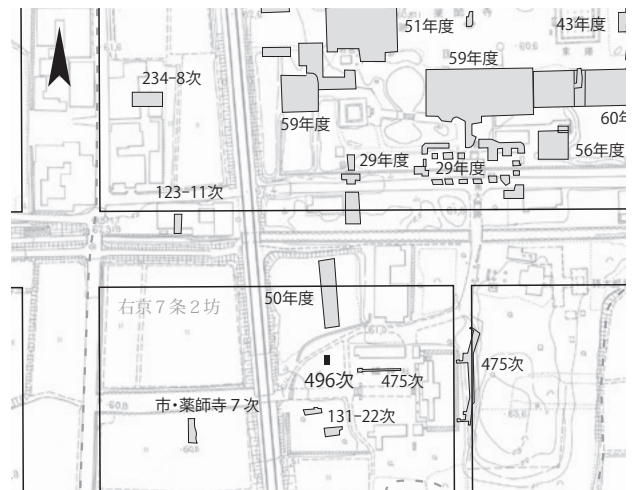 51年度
43年度
234-8次
59年度
59年度
60年
56年度
29年度
29年度
123-11次
50年度
右京７条２坊
496次
475次
475次
市・薬師寺７次
131-22次